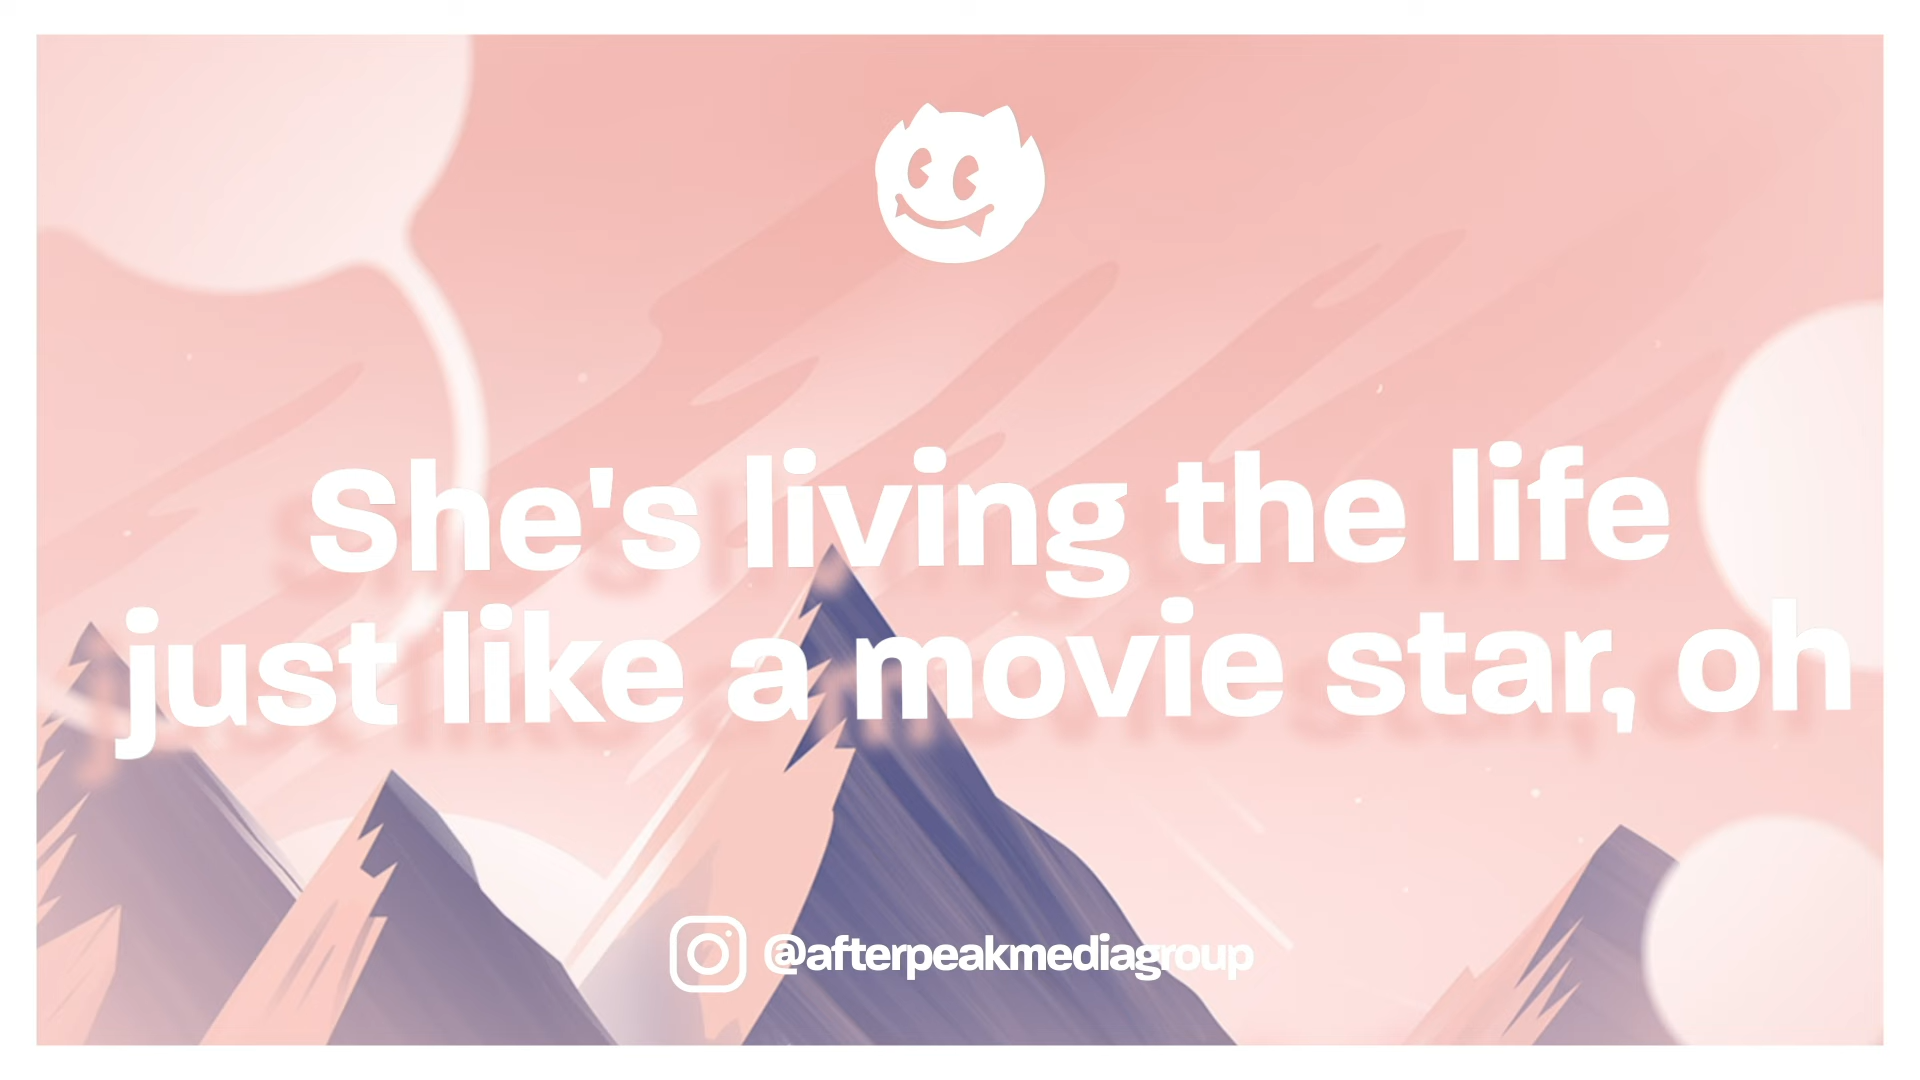 She's living the life
just like a movie star, oh
@afterpeakmediagroup